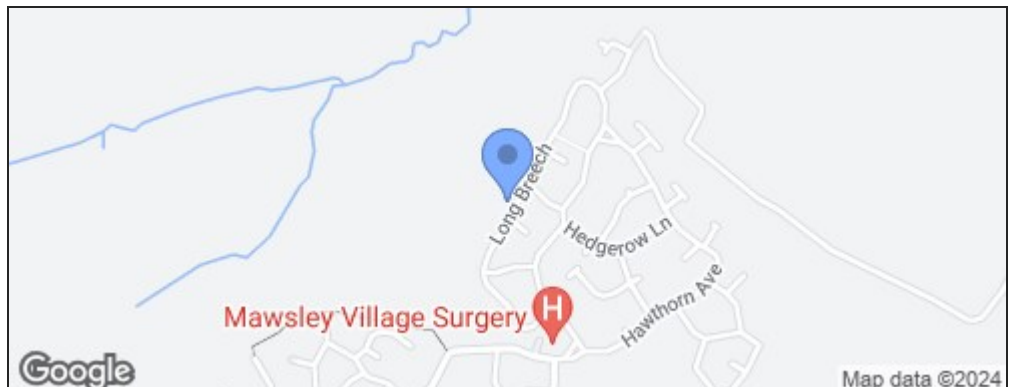 Long Breech
Hedgerow Ln
Hawthorn Ave
Mawsley Village Surgery
H
Google
Map data ©2024